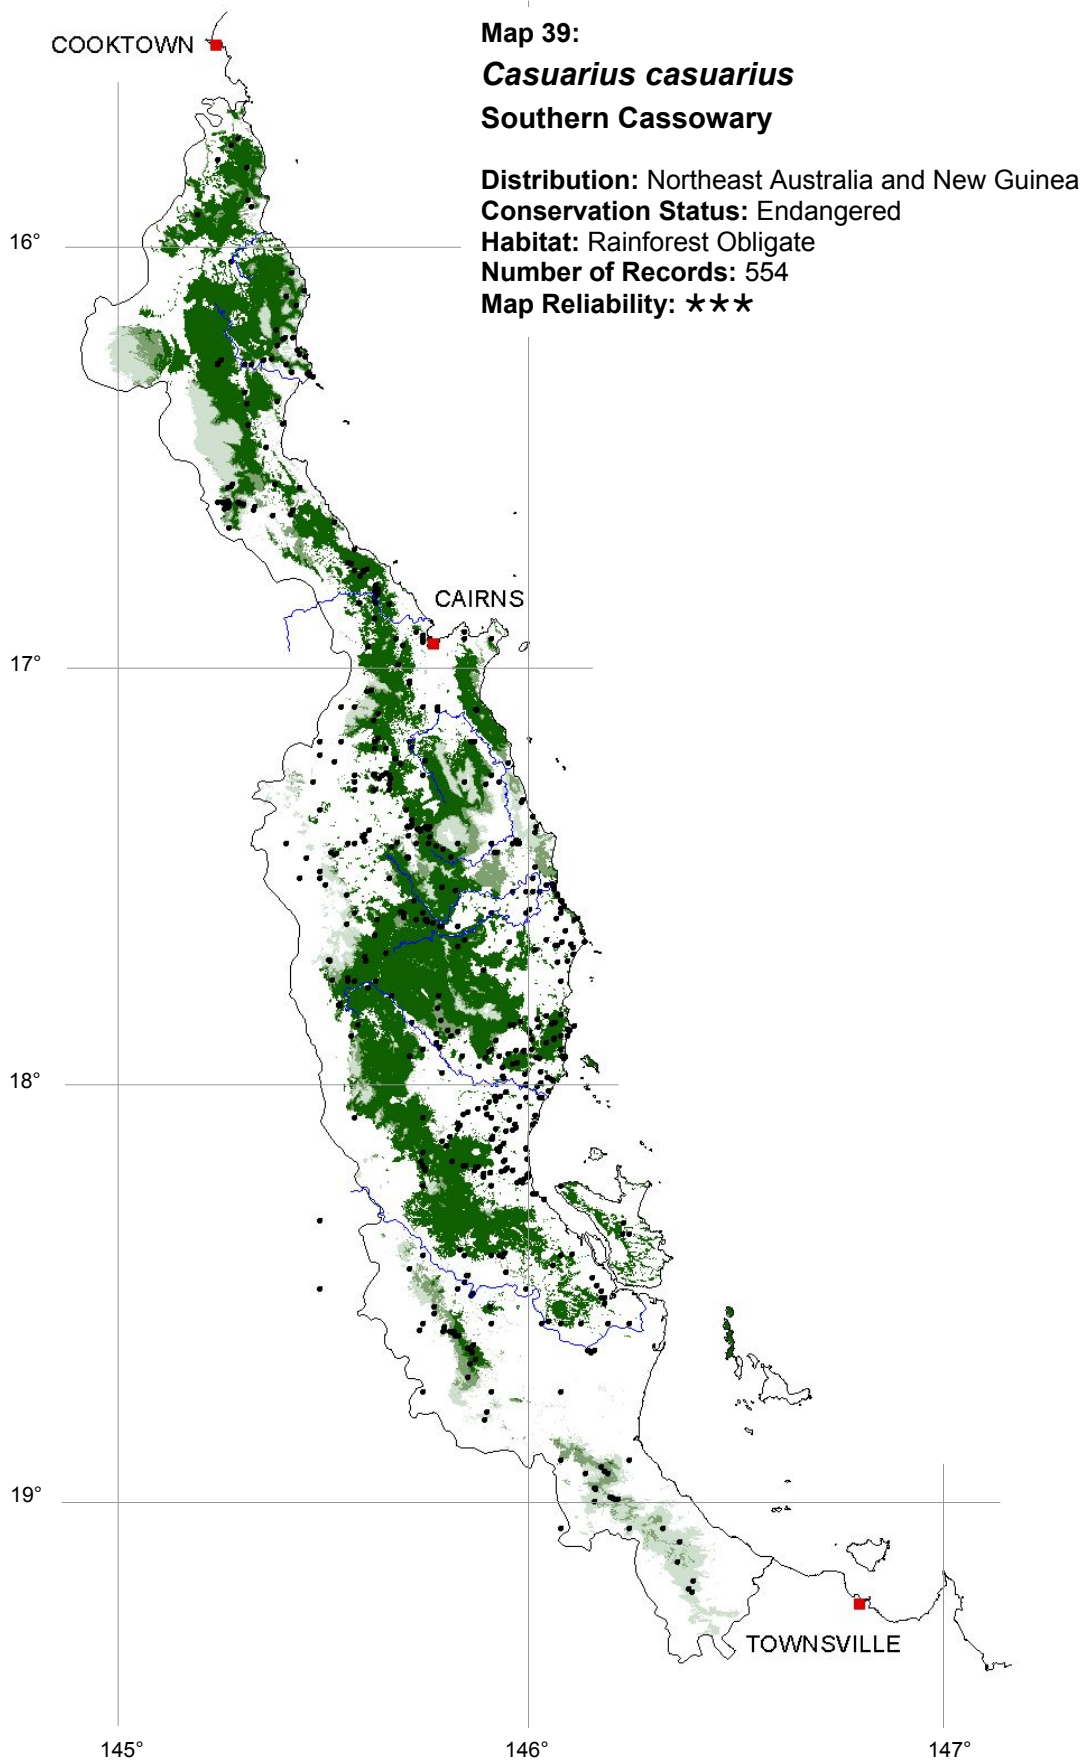 Map 39:
Casuarius casuarius
Southern Cassowary
Distribution: Northeast Australia and New Guinea
Conservation Status: Endangered
Habitat: Rainforest Obligate
Number of Records: 554
Map Reliability: ★★★
COOKTOWN
16°
CAIRNS
17°
18°
19°
TOWNSVILLE
145° 146° 147°